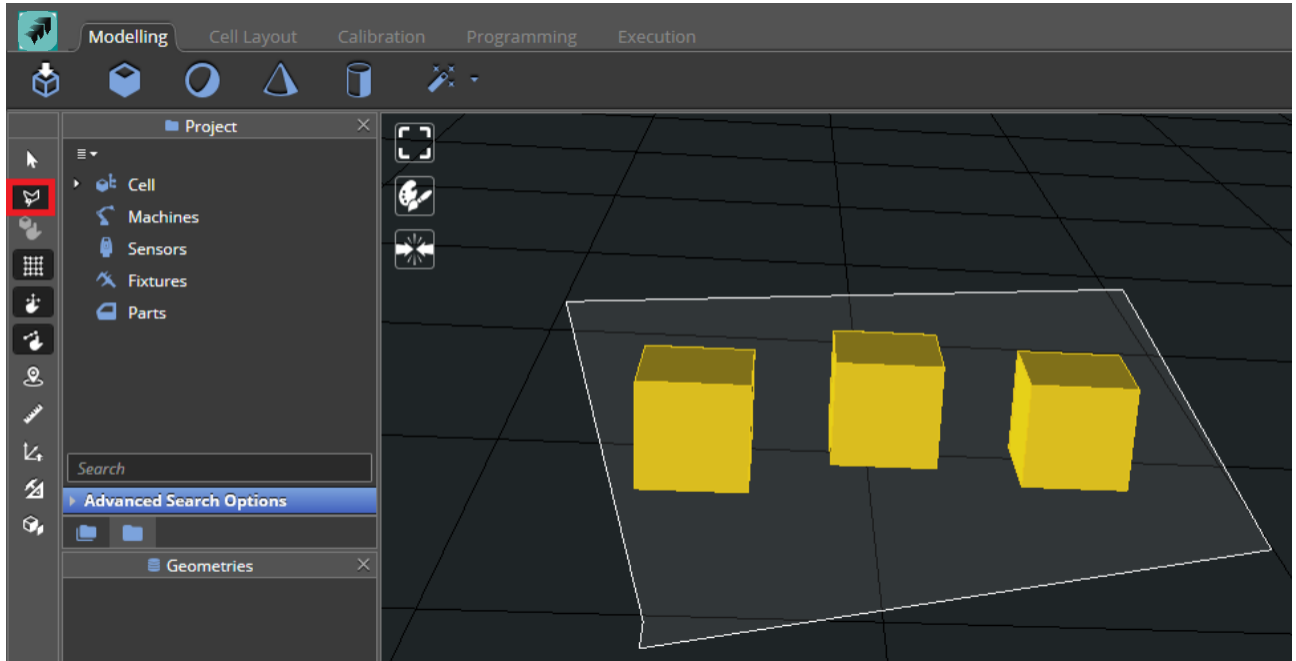 Modelling Cell Layout Calibration Programming Execution
Project
Cell
Machines
Sensors
Fixtures
Parts
Search
Advanced Search Options
Geometries